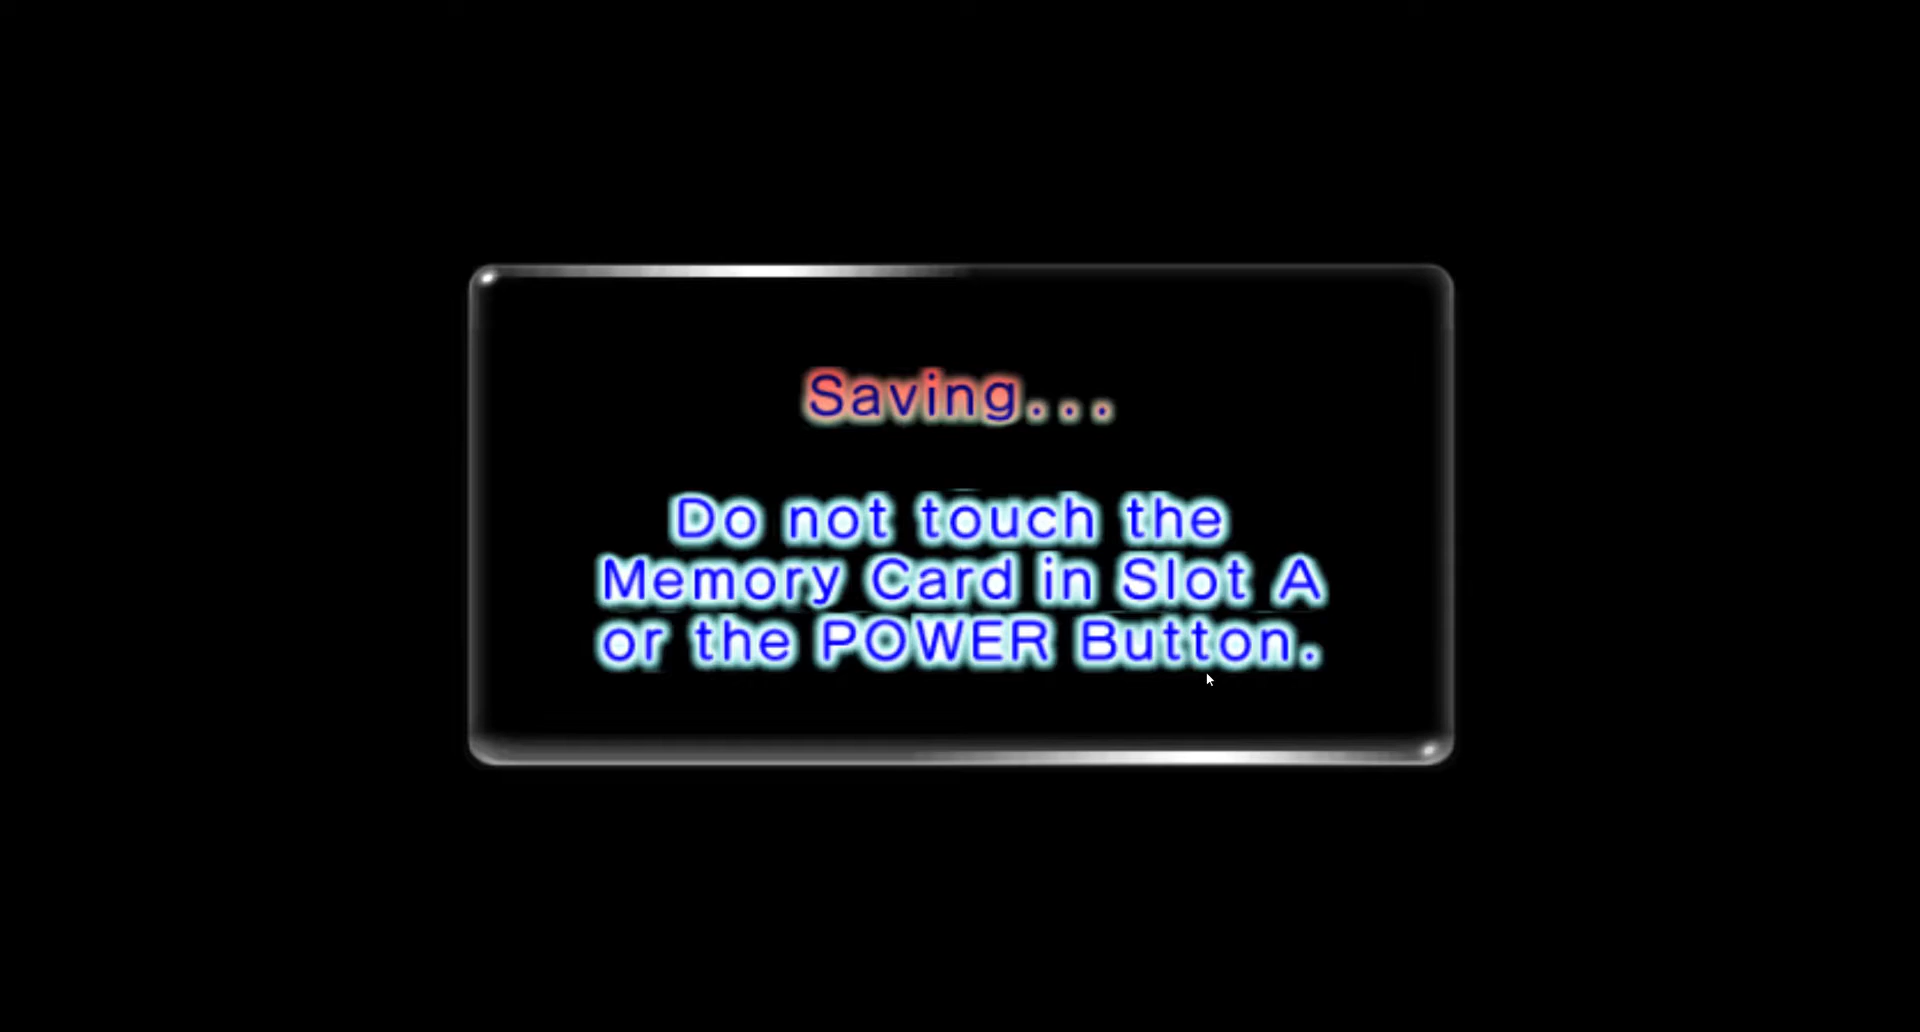 Saving...
Do not touch the
Memory Card in Slot A
or the POWER Button.